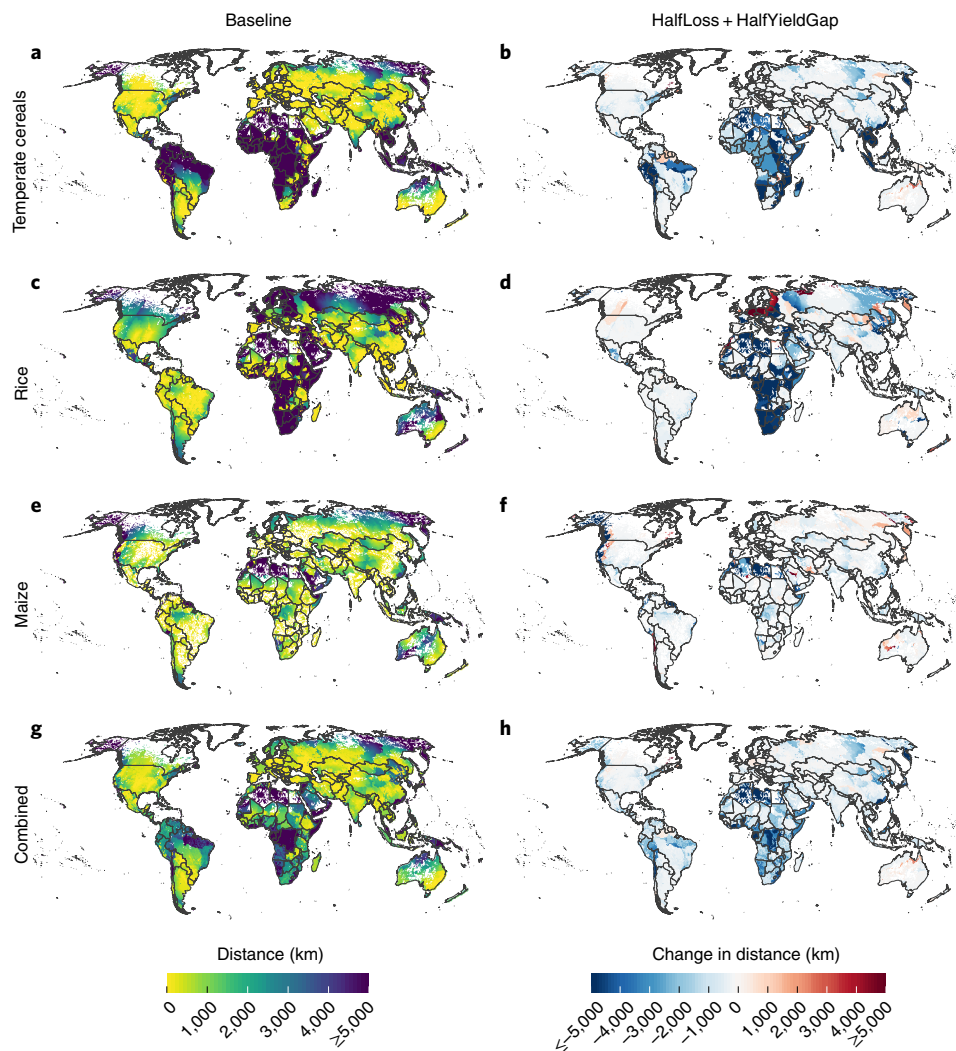 Baseline
HalfLoss + HalfYieldGap
a
b
Temperate cereals
c
d
Rice
e
f
Maize
g
h
Combined
Distance (km)
0
1,000
2,000
3,000
4,000
≥5,000
Change in distance (km)
≤−5,000
−4,000
−3,000
−2,000
−1,000
0
1,000
2,000
3,000
4,000
≥5,000